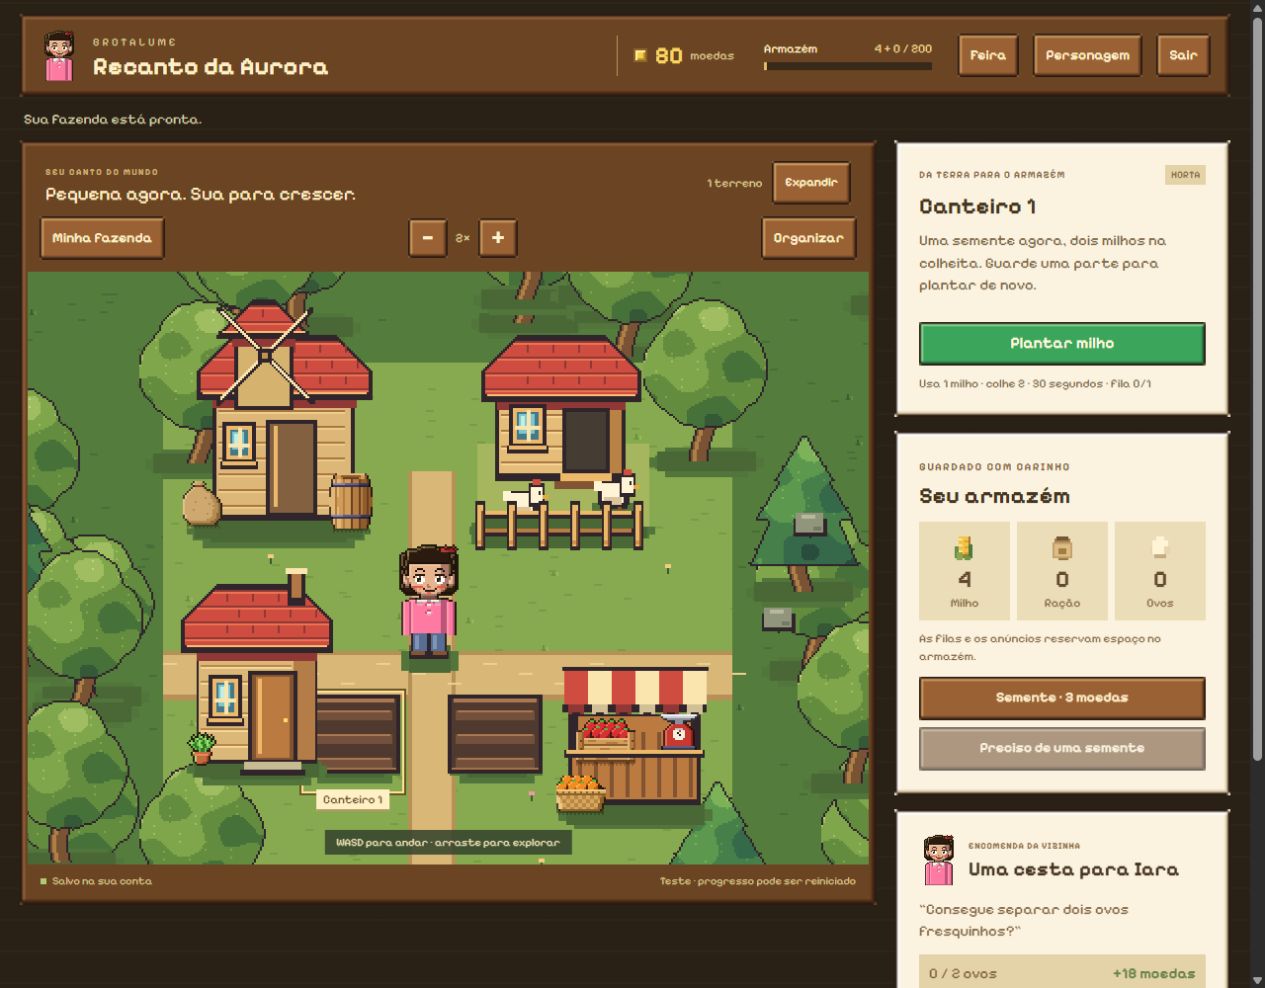 GROTALUME
Recanto da Aurora
80 moedas
Armazém 4 + 0 / 200
Feira
Personagem
Sair
Sua fazenda está pronta.
SEU CANTO DO MUNDO
Pequena agora. Sua para crescer.
1 terreno
Expandir
Minha fazenda
− 2× +
Organizar
Canteiro 1
WASD para andar · arraste para explorar
Salvo na sua conta
Teste · progresso pode ser reiniciado
DA TERRA PARA O ARMAZÉM
HORTA
Canteiro 1
Uma semente agora, dois milhos na
colheita. Guarde uma parte para
plantar de novo.
Plantar milho
Usa 1 milho · colhe 2 · 30 segundos · Fila 0/1
GUARDADO COM CARINHO
Seu armazém
4 0 0
Milho Ração Ovos
As filas e os anúncios reservam espaço no
armazém.
Semente · 3 moedas
Preciso de uma semente
ENCOMENDA DA VIZINHA
Uma cesta para Iara
“Consegue separar dois ovos
fresquinhos?”
0 / 2 ovos +18 moedas